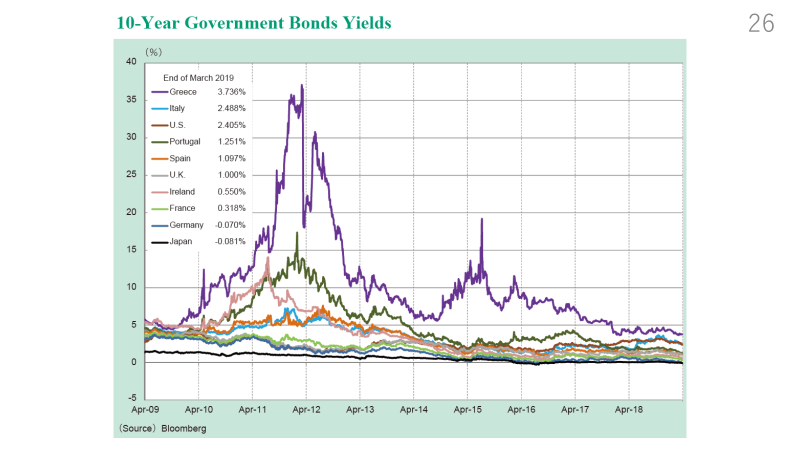 10-Year Government Bonds Yields
26
（%）
End of March 2019
Greece 3.736%
Italy 2.488%
U.S. 2.405%
Portugal 1.251%
Spain 1.097%
U.K. 1.000%
Ireland 0.550%
France 0.318%
Germany -0.070%
Japan -0.081%
40
35
30
25
20
15
10
5
0
-5
Apr-09 Apr-10 Apr-11 Apr-12 Apr-13 Apr-14 Apr-15 Apr-16 Apr-17 Apr-18
（Source）Bloomberg